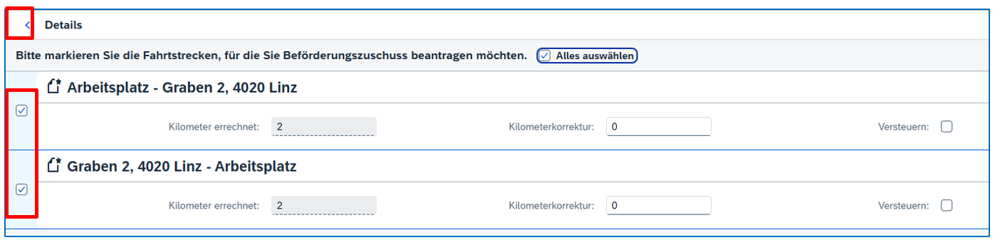 Details
Bitte markieren Sie die Fahrtstrecken, für die Sie Beförderungszuschuss beantragen möchten. Alles auswählen
Arbeitsplatz - Graben 2, 4020 Linz
Kilometer errechnet: 2 Kilometerkorrektur: 0 Versteuern:
Graben 2, 4020 Linz - Arbeitsplatz
Kilometer errechnet: 2 Kilometerkorrektur: 0 Versteuern: